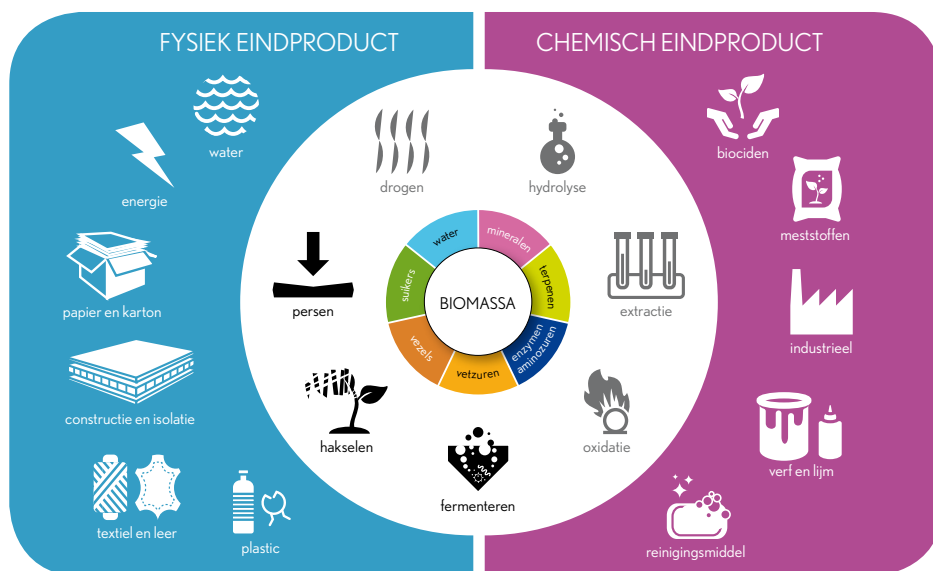 FYSIEK EINDPRODUCT
CHEMISCH EINDPRODUCT
water
energie
papier en karton
constructie en isolatie
textiel en leer
plastic
drogen
hydrolyse
persen
extractie
hakselen
oxidatie
fermenteren
BIOMASSA
water
mineralen
terpenen
enzymen
aminozuren
vetzuren
vezels
suikers
biociden
meststoffen
industrieel
verf en lijm
reinigingsmiddel